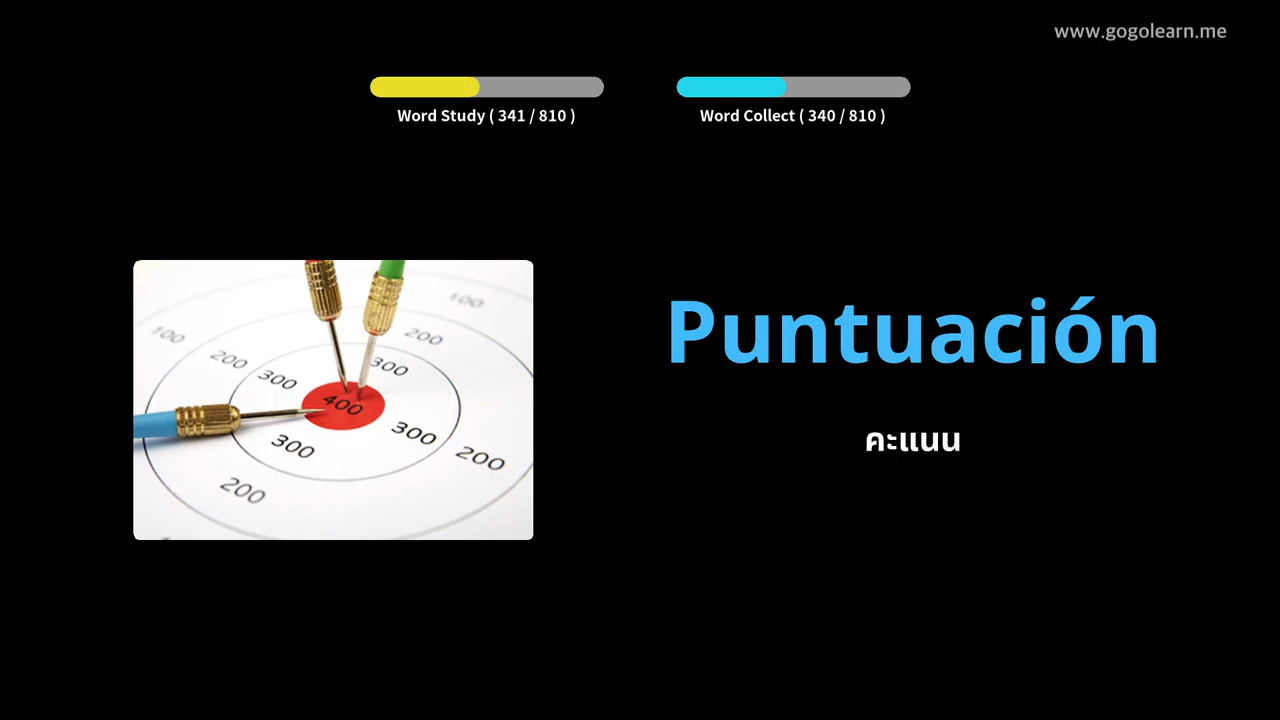 www.gogolearn.me
Word Study ( 341 / 810 )
Word Collect ( 340 / 810 )
100
100
200
200
300
300
400
300
300
200
200
Puntuación
คะแนน